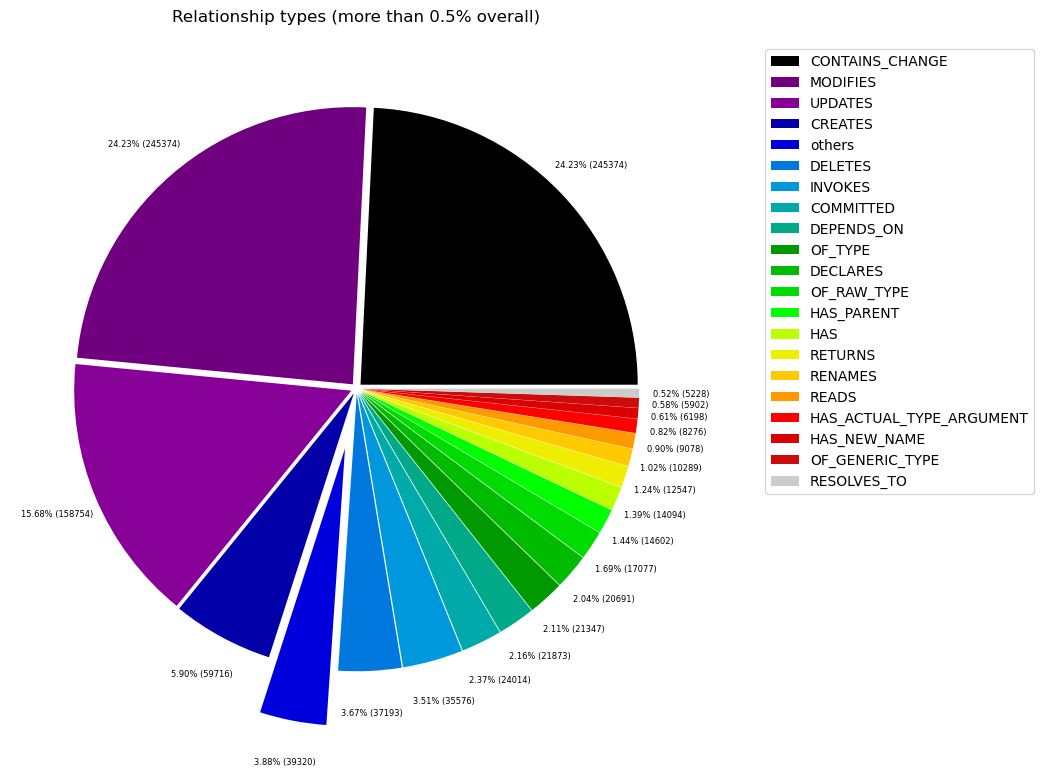 Relationship types (more than 0.5% overall)
24.23% (245374)
24.23% (245374)
15.68% (158754)
5.90% (59716)
3.88% (39320)
3.67% (37193)
3.51% (35576)
2.37% (24014)
2.16% (21873)
2.11% (21347)
2.04% (20691)
1.69% (17077)
1.44% (14602)
1.39% (14094)
1.24% (12547)
1.02% (10289)
0.90% (9078)
0.82% (8276)
0.61% (6198)
0.58% (5902)
0.52% (5228)
CONTAINS_CHANGE
MODIFIES
UPDATES
CREATES
others
DELETES
INVOKES
COMMITTED
DEPENDS_ON
OF_TYPE
DECLARES
OF_RAW_TYPE
HAS_PARENT
HAS
RETURNS
RENAMES
READS
HAS_ACTUAL_TYPE_ARGUMENT
HAS_NEW_NAME
OF_GENERIC_TYPE
RESOLVES_TO